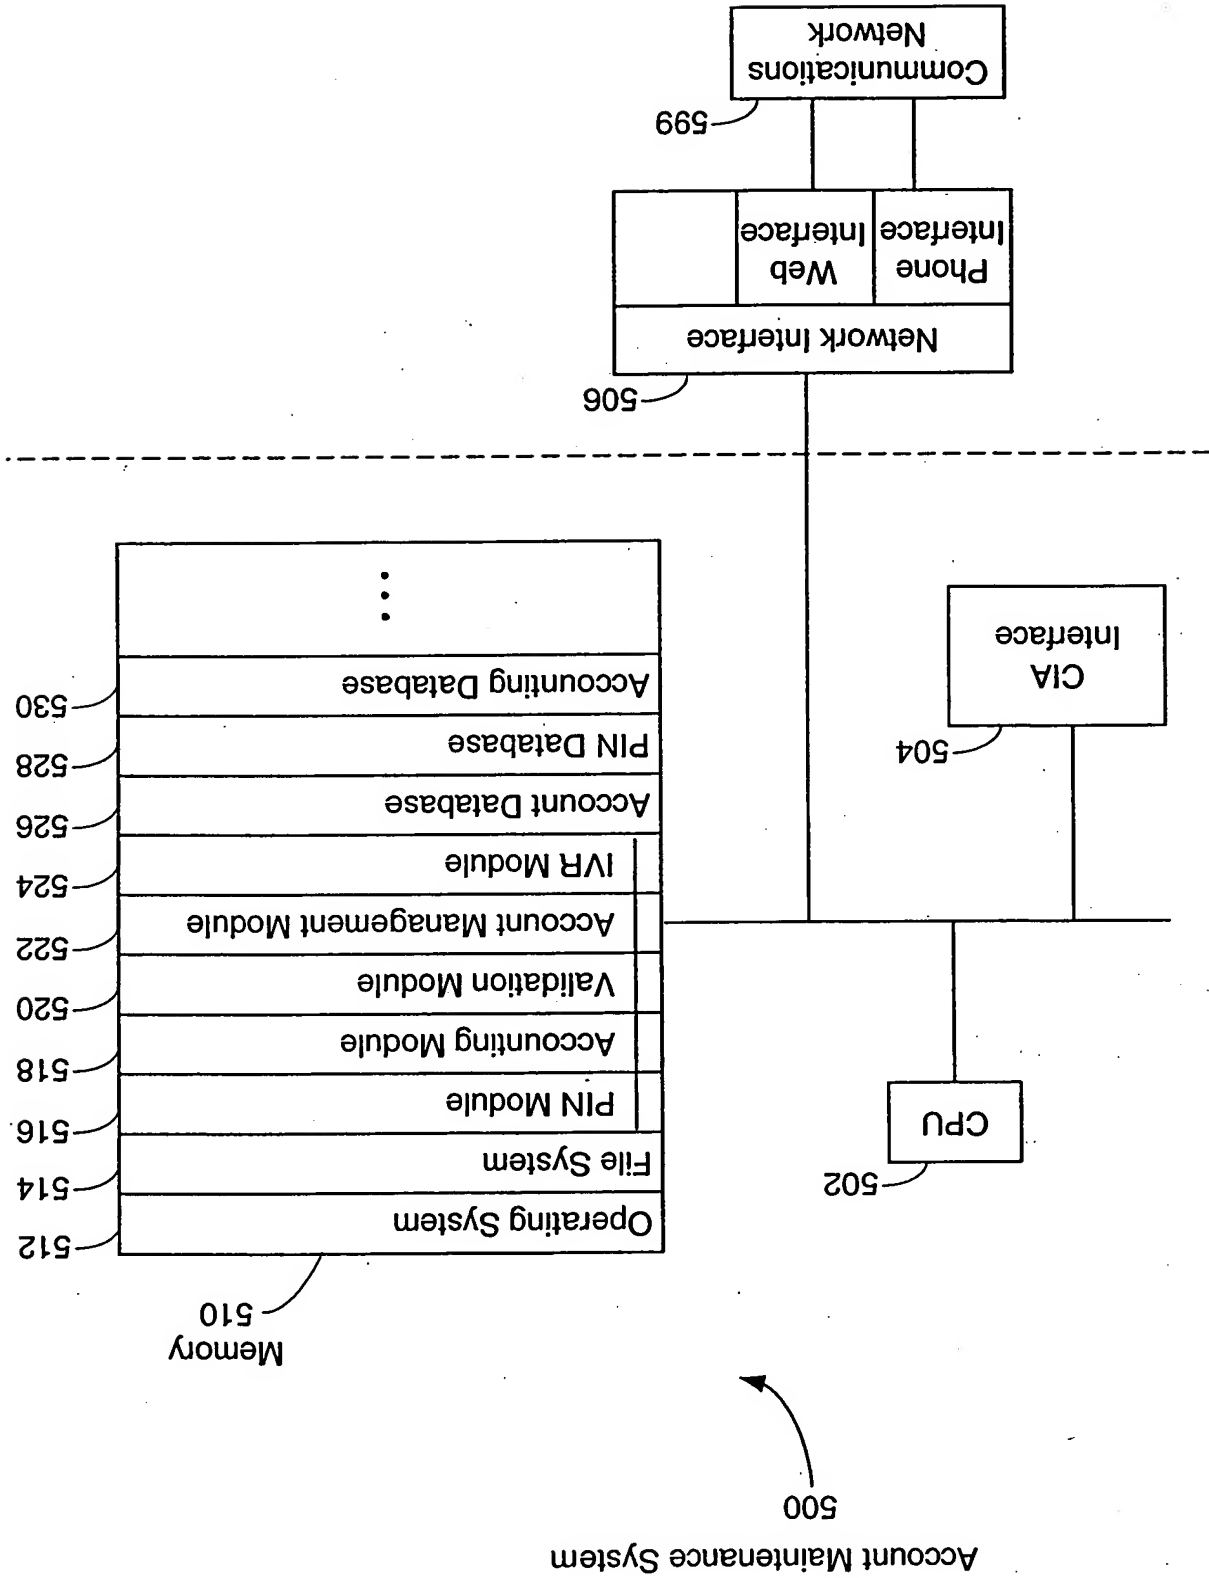 Account Maintenance System
500
Memory
510
Operating System
512
File System
514
PIN Module
516
Accounting Module
518
Validation Module
520
Account Management Module
522
IVR Module
524
Account Database
526
PIN Database
528
Accounting Database
530
...
502
CPU
504
CIA
Interface
506
Network Interface
Phone
Interface
Web
Interface
599
Communications
Network